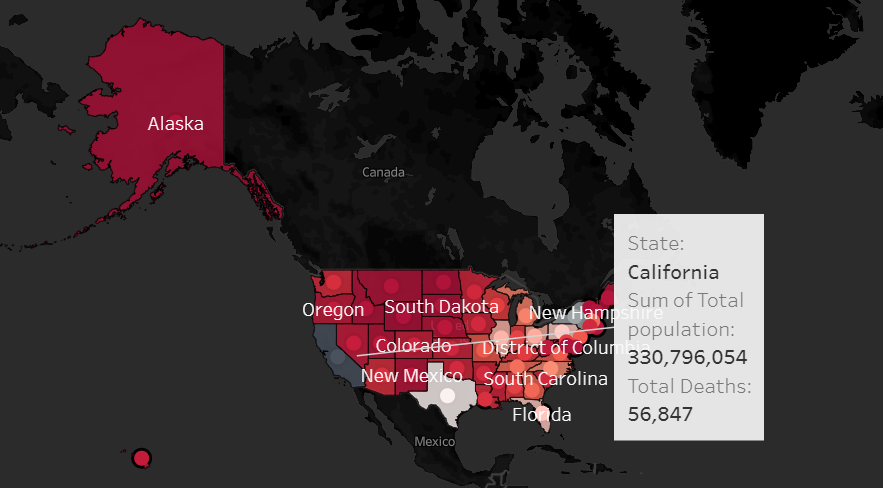 Alaska
Canada
State:
California
Sum of Total
population:
330,796,054
Total Deaths:
56,847
Oregon
South Dakota
New Hampshire
Colorado
District of Columbia
New Mexico
South Carolina
Florida
Mexico